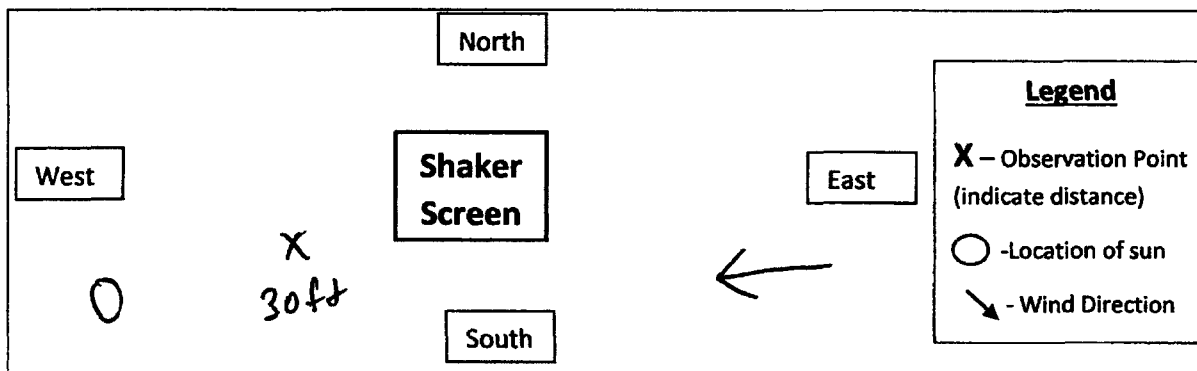 North
West
Shaker
Screen
East
X
30ft
South
Legend
X – Observation Point
(indicate distance)
-Location of sun
- Wind Direction